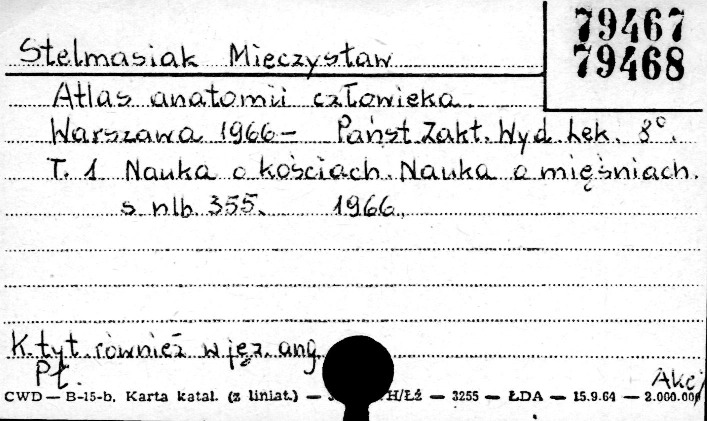 79467
79468
Stelmasiak Mieczysław
Atlas anatomii człowieka
Warszawa 1966 – Państ. Zakt. Wyd. Lek. 8°.
T. 1 Nauka o kościach. Nauka o mięśniach.
s. nlb. 355. 1966.
K. tyt. również w jęz. ang.
Pł.
Akc
CWD — B-15-b. Karta katal. (z liniat.) — H/Łź — 3255 — ŁDA — 15.9.64 — 2.000.000